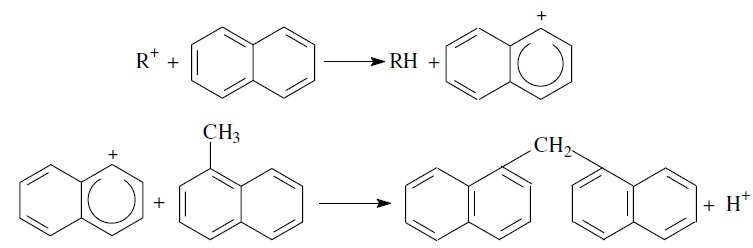 R⁺ + RH + +
CH₃
+ + CH₂ + H⁺